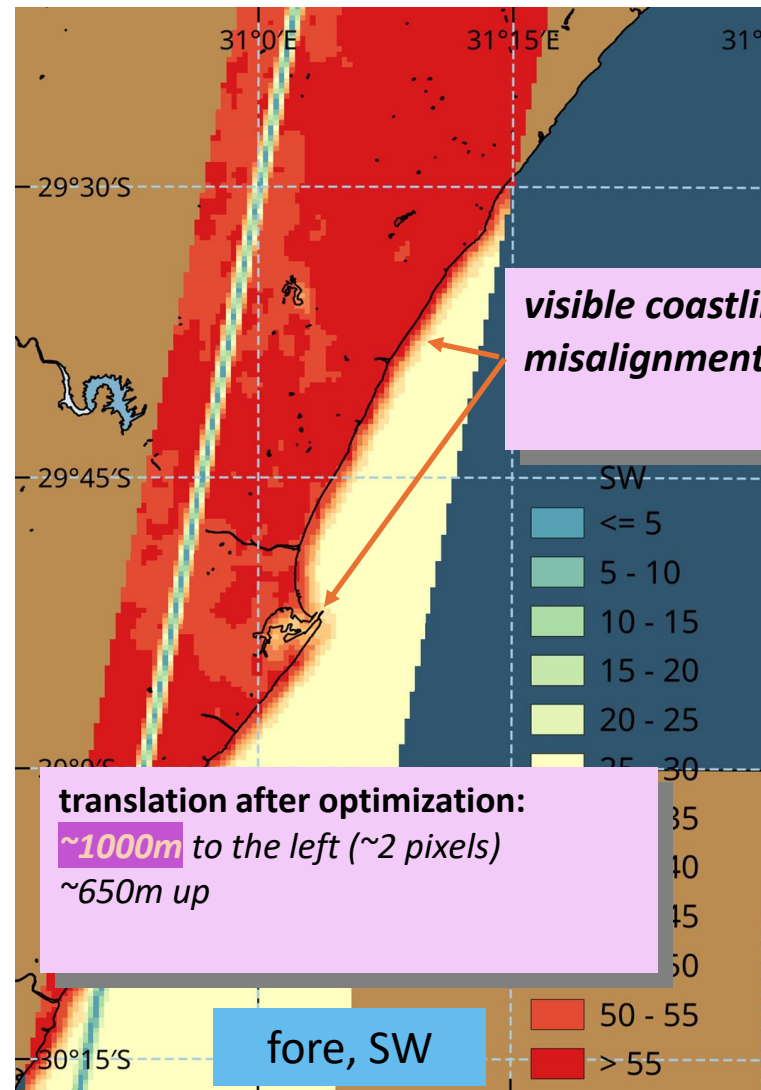 31°0′E 31°15′E 31°
29°30′S
visible coastli
misalignment
29°45′S
SW
<= 5
5 - 10
10 - 15
15 - 20
20 - 25
25 - 30
translation after optimization:
~1000m to the left (~2 pixels)
~650m up
35
40
45
50
50 - 55
fore, SW
30°15′S
> 55